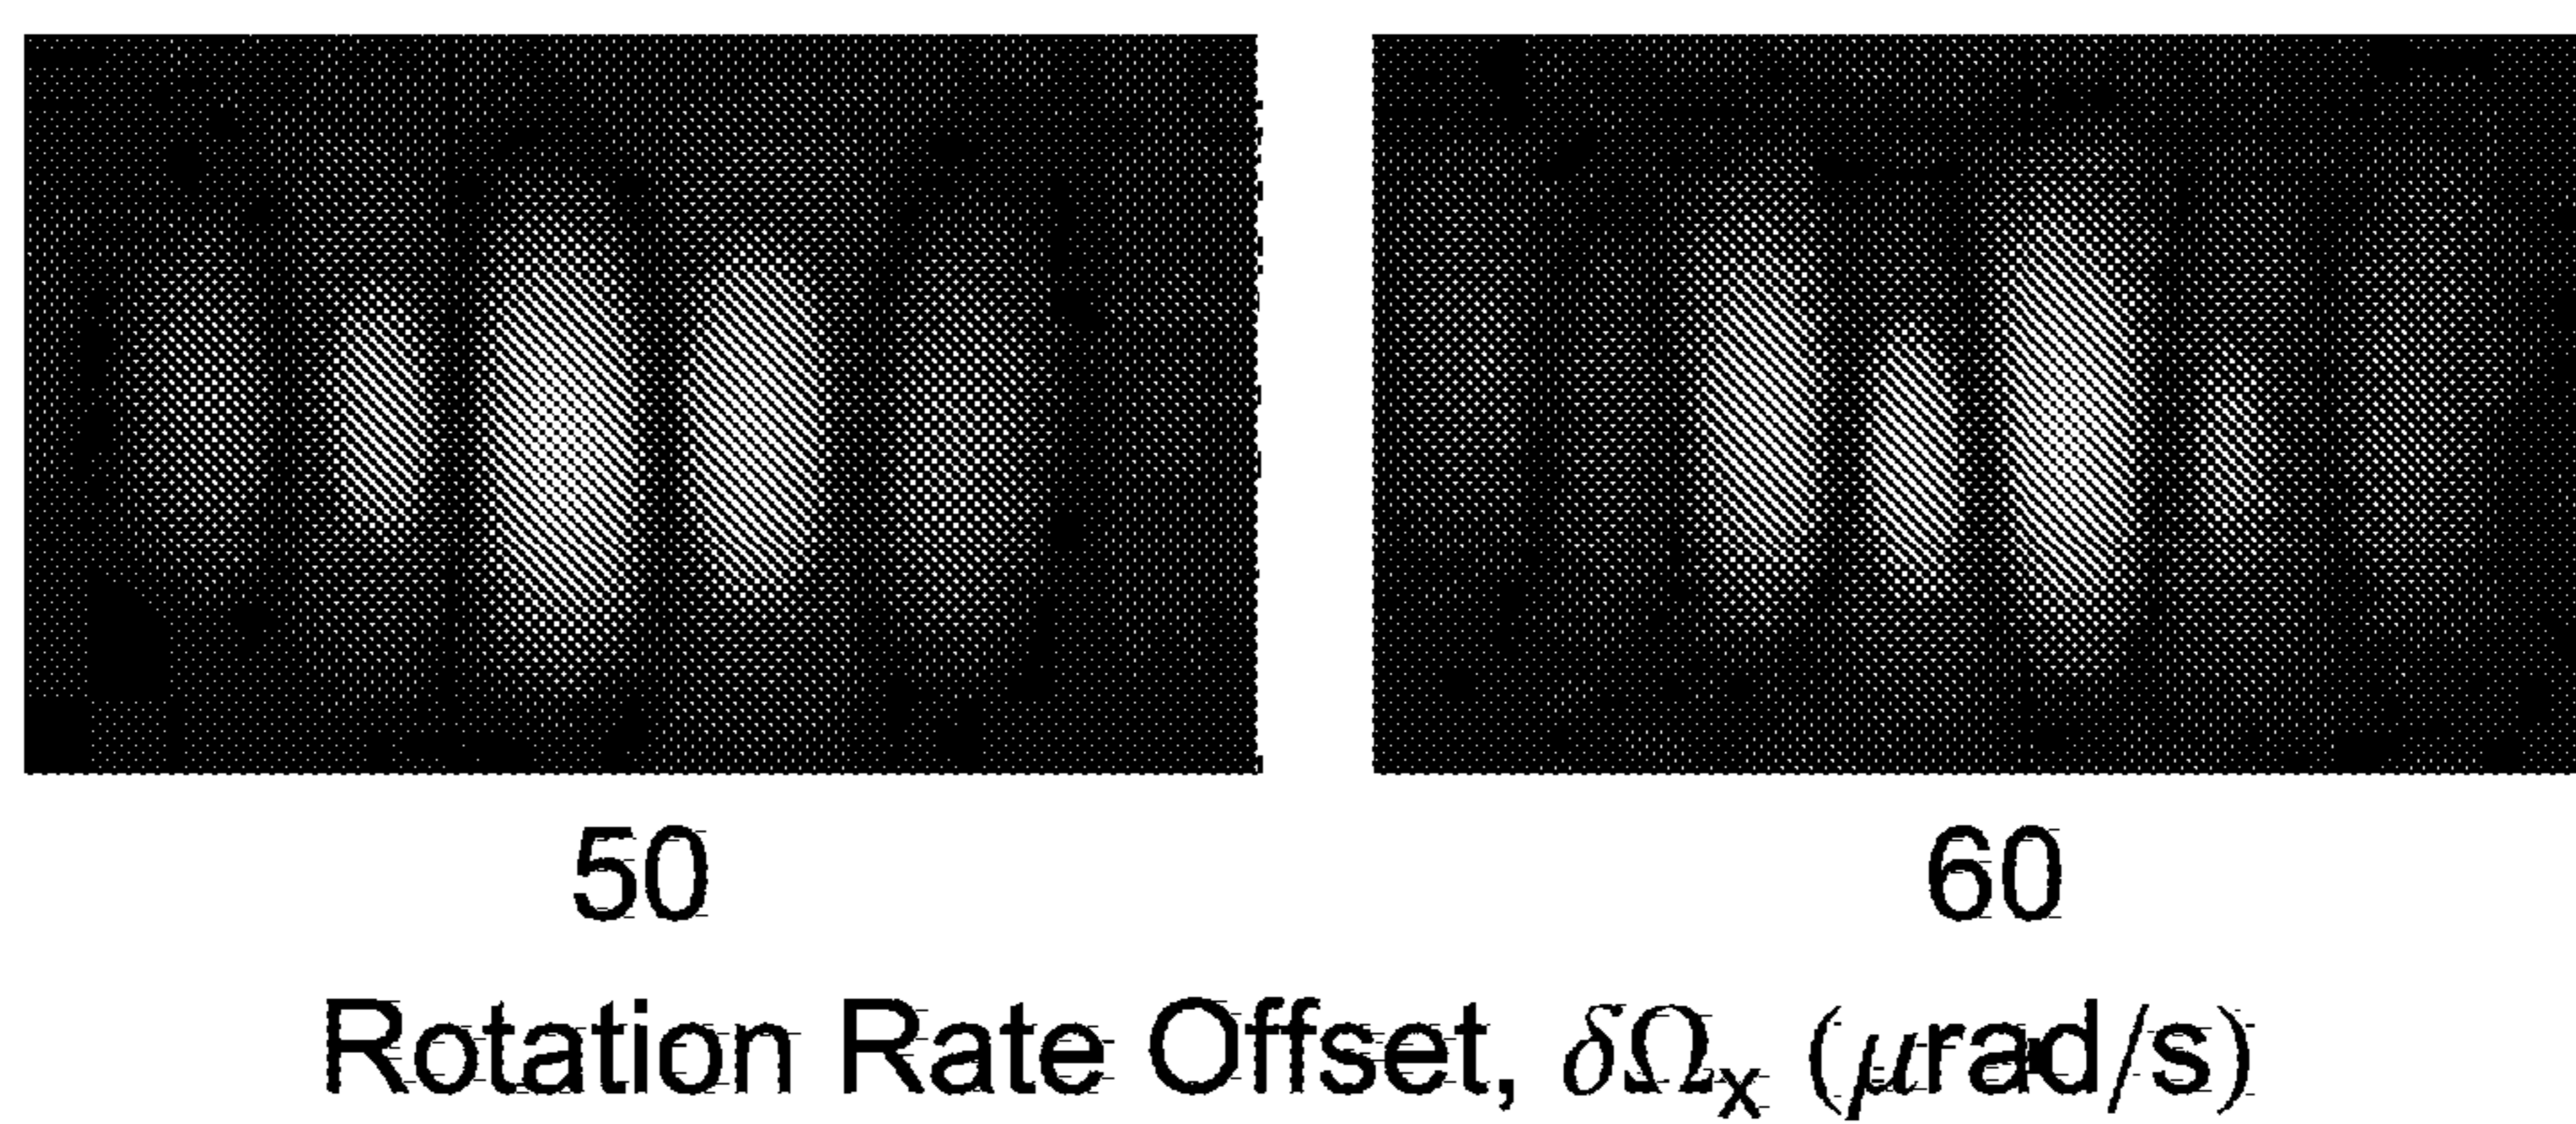 50 60
Rotation Rate Offset, δΩx (μrad/s)